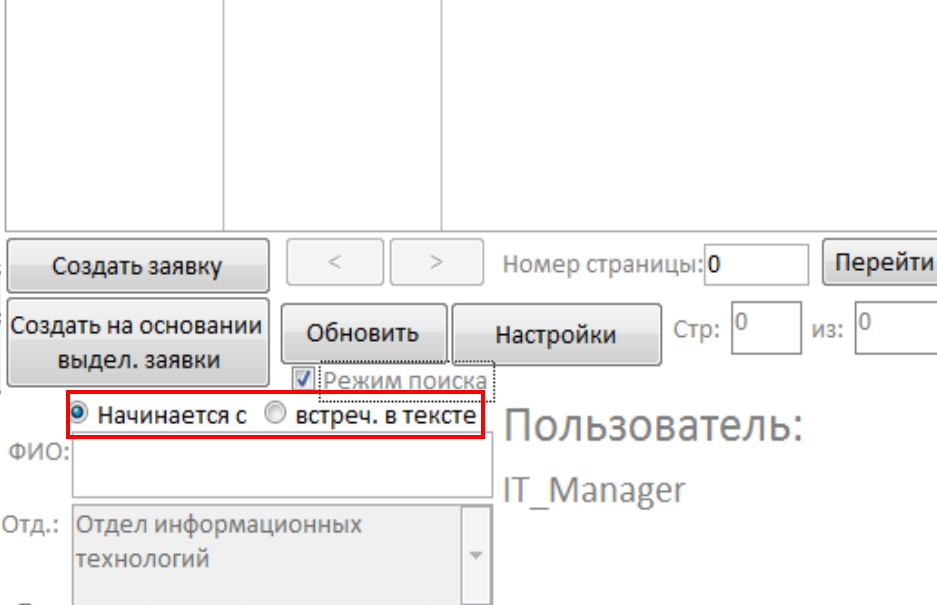 Создать заявку
<
>
Номер страницы: 0
Перейти
Создать на основании
выдел. заявки
Обновить
Настройки
Стр: 0
из: 0
Режим поиска
Начинается с
встреч. в тексте
Пользователь:
ФИО:
IT_Manager
Отд.: Отдел информационных
технологий